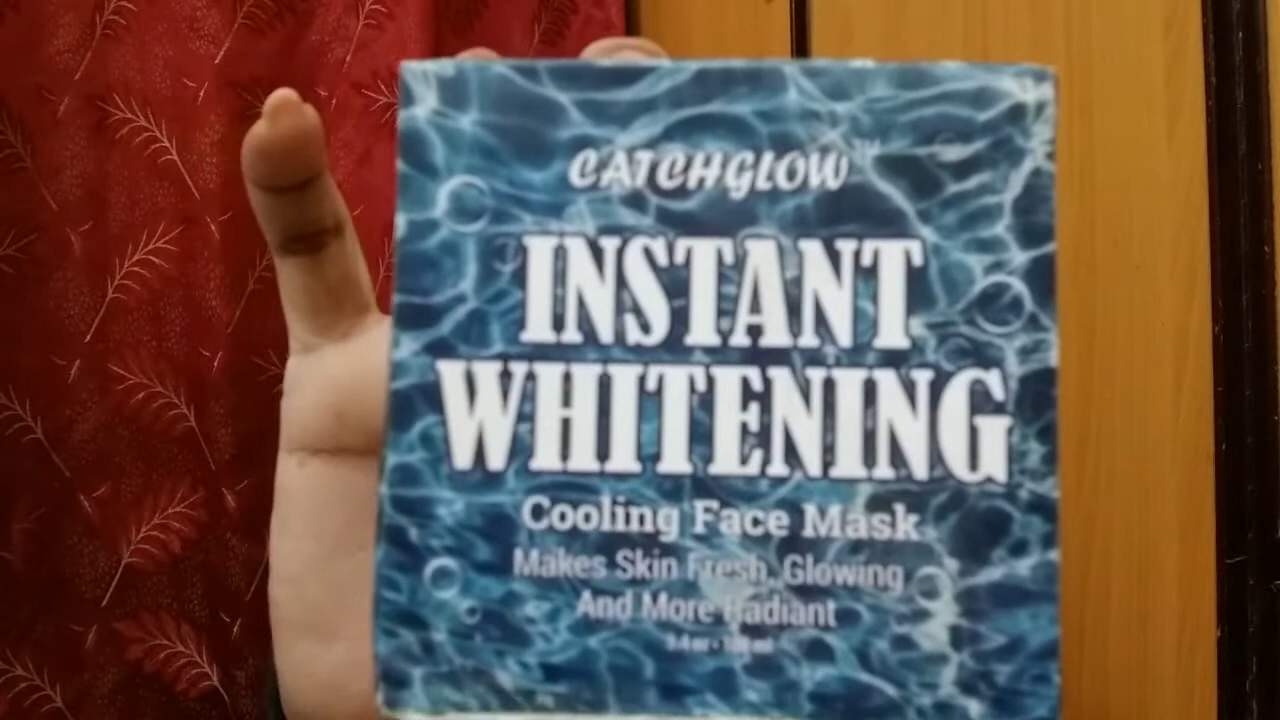 CATCHGLOW
INSTANT
WHITENING
Cooling Face Mask
Makes Skin Fresh, Glowing
And More Radiant